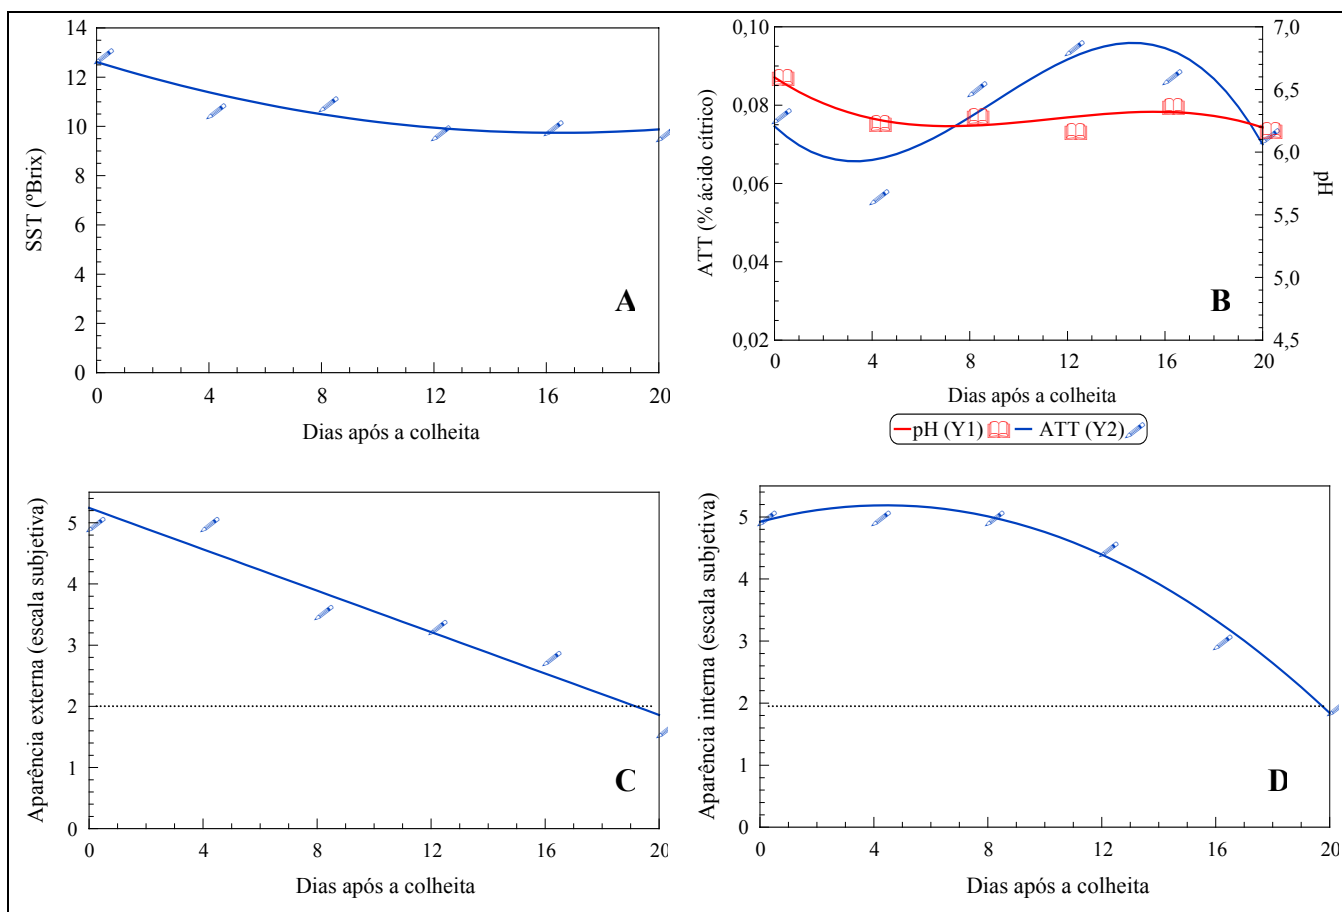 14
12
10
8
6
4
2
0
SST (ºBrix)
0 4 8 12 16 20
Dias após a colheita
A
0,10
0,08
0,06
0,04
0,02
ATT (% ácido cítrico)
7,0
6,5
6,0
5,5
5,0
4,5
pH
0 4 8 12 16 20
Dias após a colheita
B
pH (Y1) ATT (Y2)
5
4
3
2
1
0
Aparência externa (escala subjetiva)
0 4 8 12 16 20
Dias após a colheita
C
5
4
3
2
1
0
Aparência interna (escala subjetiva)
0 4 8 12 16 20
Dias após a colheita
D